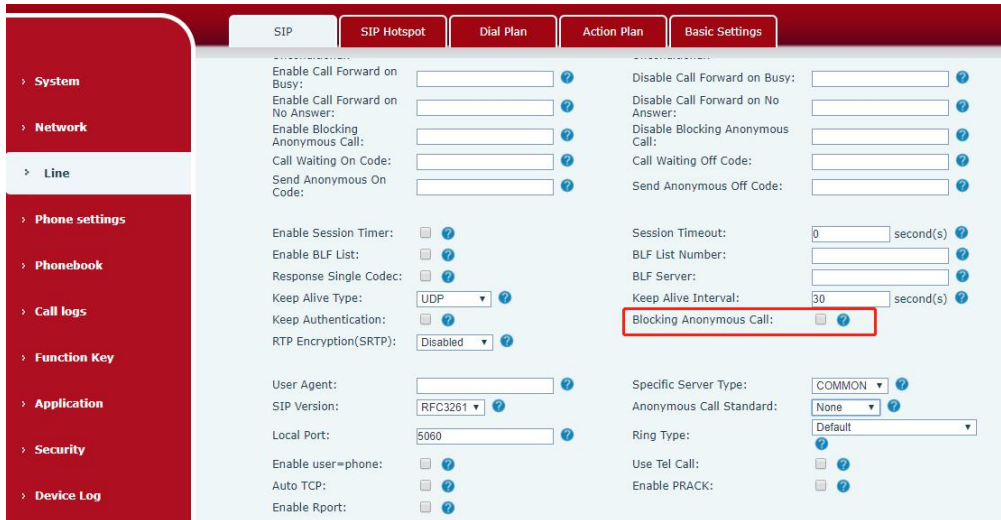 SIP
SIP Hotspot
Dial Plan
Action Plan
Basic Settings
› System
› Network
› Line
› Phone settings
› Phonebook
› Call logs
› Function Key
› Application
› Security
› Device Log
Enable Call Forward on
Busy:
Disable Call Forward on Busy:
Enable Call Forward on
No Answer:
Disable Call Forward on No
Answer:
Enable Blocking
Anonymous Call:
Disable Blocking Anonymous
Call:
Call Waiting On Code:
Call Waiting Off Code:
Send Anonymous On
Code:
Send Anonymous Off Code:
Enable Session Timer:
Session Timeout: 0 second(s)
Enable BLF List:
BLF List Number:
Response Single Codec:
BLF Server:
Keep Alive Type: UDP
Keep Alive Interval: 30 second(s)
Keep Authentication:
Blocking Anonymous Call:
RTP Encryption(SRTP): Disabled
User Agent:
Specific Server Type: COMMON
SIP Version: RFC3261
Anonymous Call Standard: None
Local Port: 5060
Ring Type: Default
Enable user=phone:
Use Tel Call:
Auto TCP:
Enable PRACK:
Enable Rport: